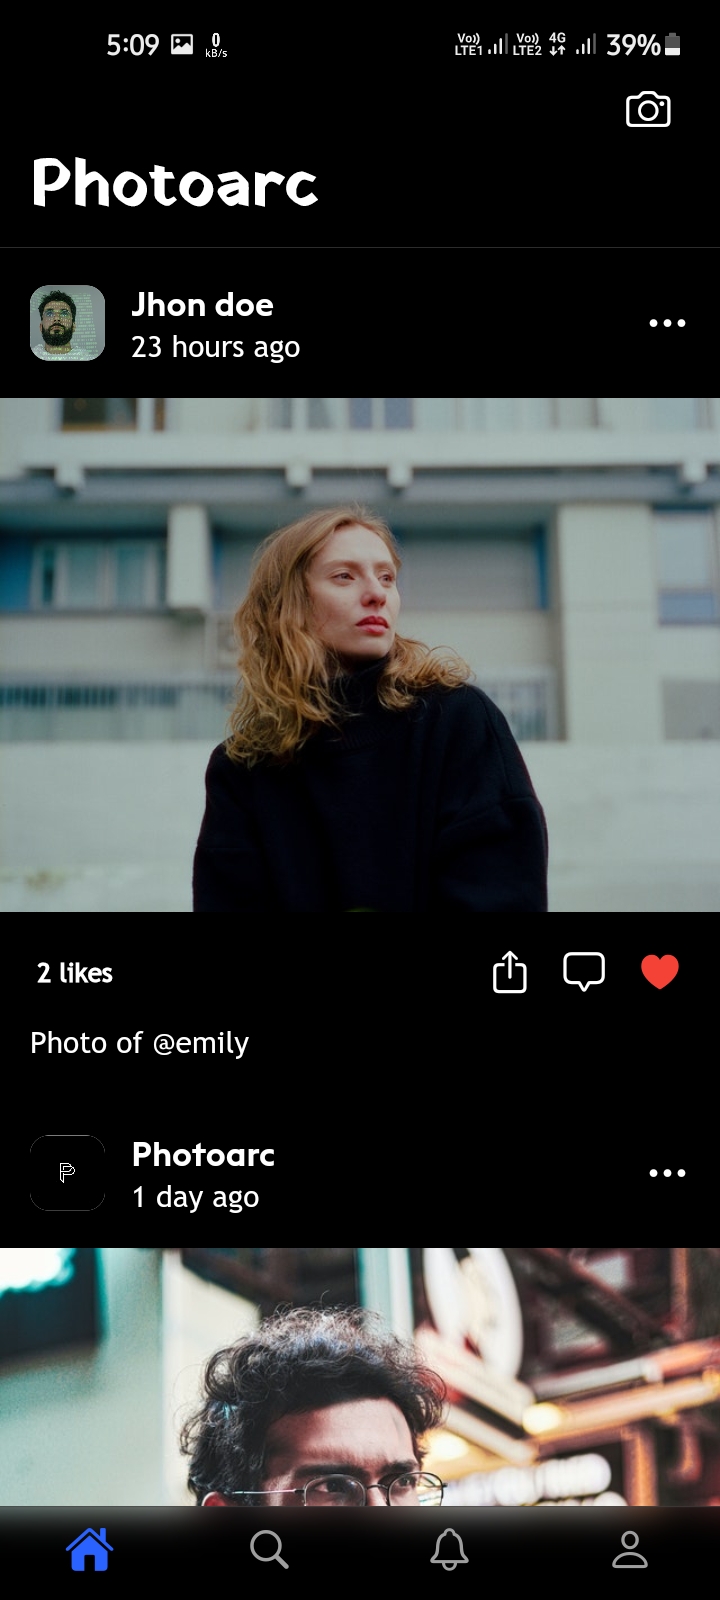 5:09 0 kB/s Vo)) LTE1 Vo)) LTE2 4G 39%
Photoarc
Jhon doe
23 hours ago
2 likes
Photo of @emily
Photoarc
1 day ago